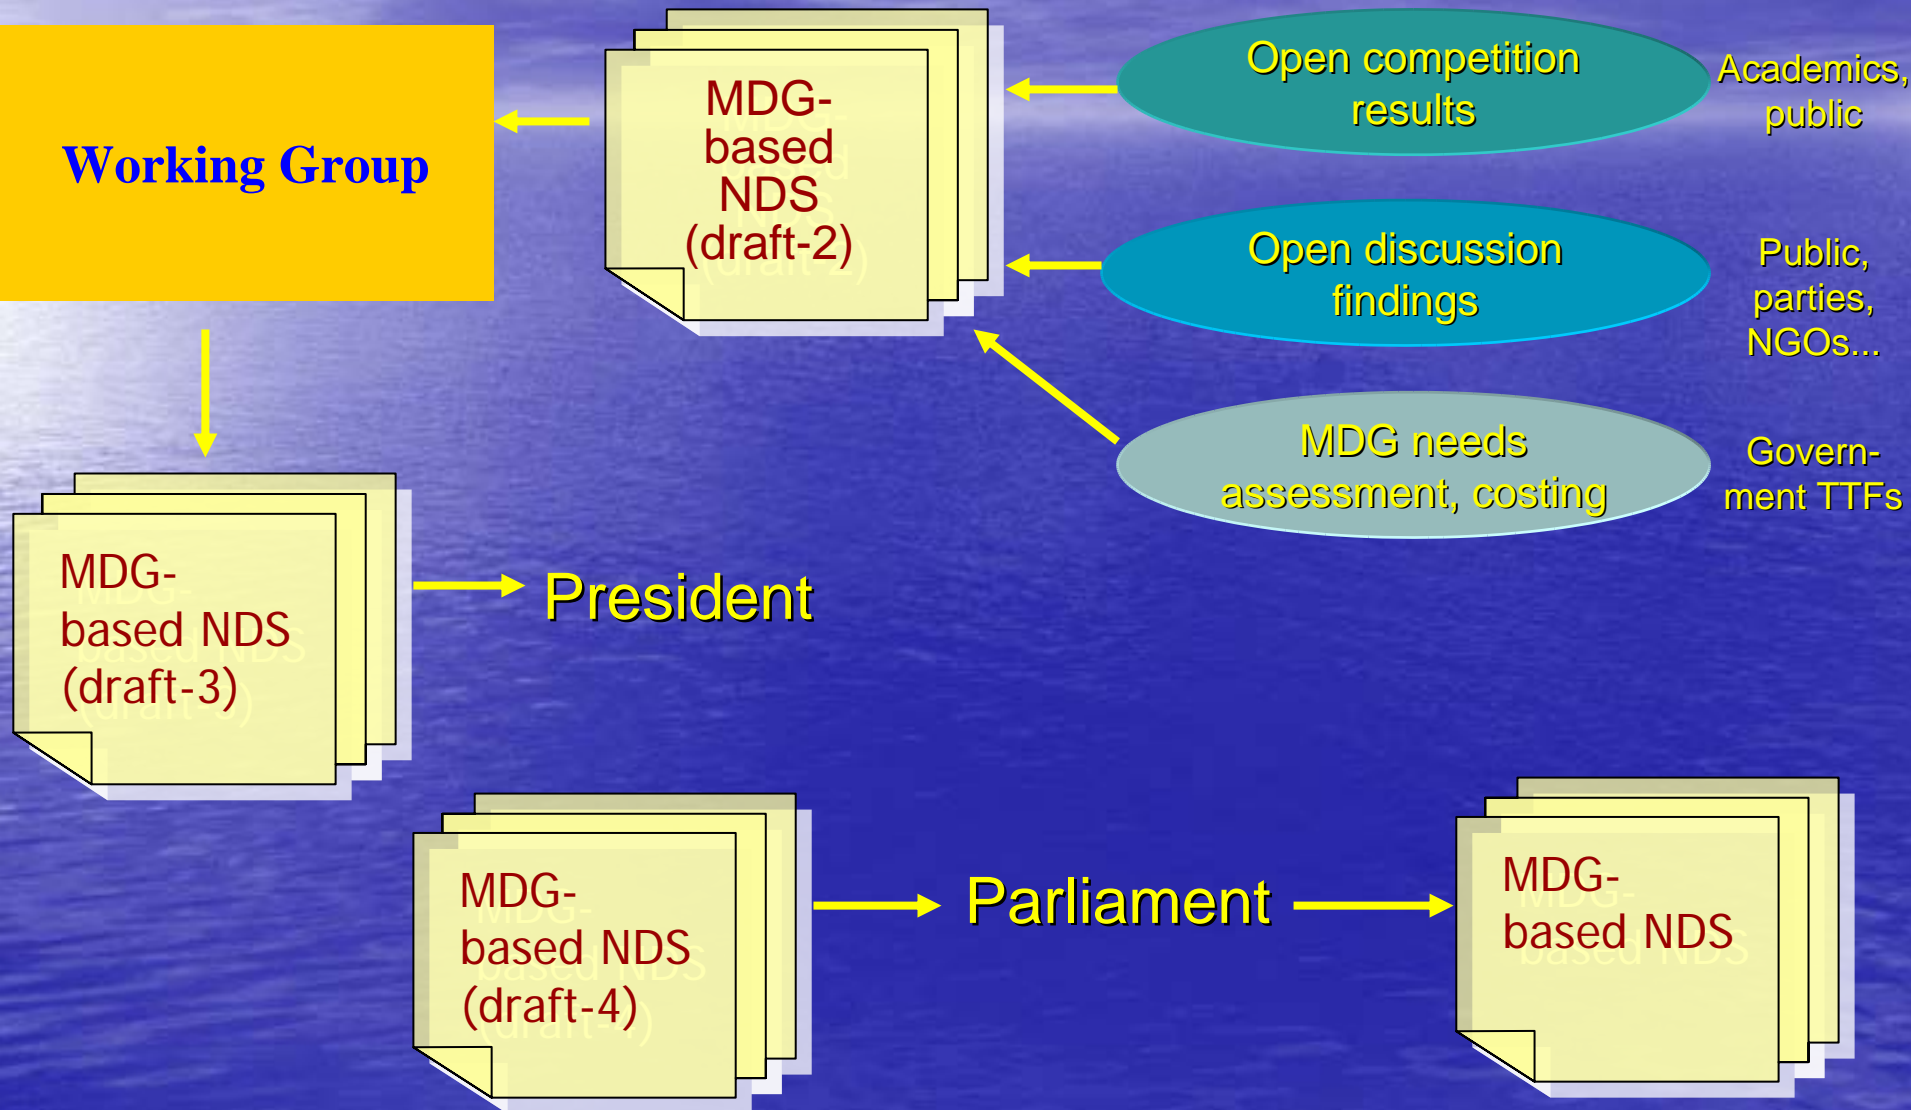 Working Group
MDG-
based
NDS
(draft-2)
Open competition
results
Academics,
public
Open discussion
findings
Public,
parties,
NGOs...
MDG needs
assessment, costing
Govern-
ment TTFs
MDG-
based NDS
(draft-3)
President
MDG-
based NDS
(draft-4)
Parliament
MDG-
based NDS